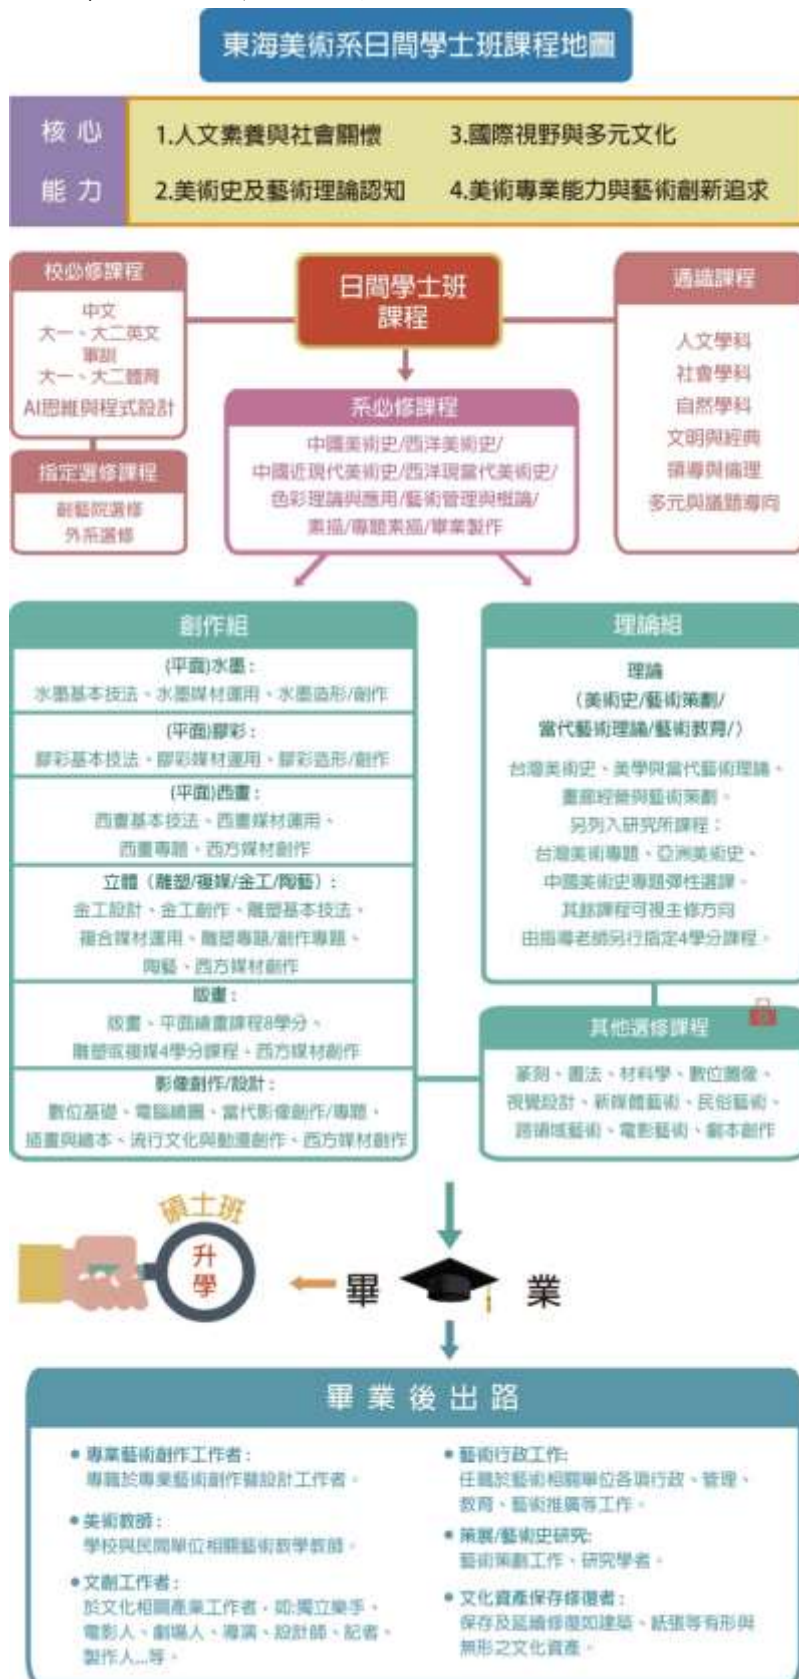 東海美術系日間學士班課程地圖
核心
能力
1.人文素養與社會關懷
3.國際視野與多元文化
2.美術史及藝術理論認知
4.美術專業能力與藝術創新追求
校必修課程
中文
大一、大二英文
軍訓
大一、大二體育
AI思維與程式設計
指定選修課程
創藝院選修
外系選修
日間學士班
課程
通識課程
人文學科
社會學科
自然學科
文明與經典
領導與倫理
多元與議題導向
系必修課程
中國美術史/西洋美術史/
中國近現代美術史/西洋現當代美術史/
色彩理論與應用/藝術管理與概論/
素描/專題素描/畢業製作
創作組
(平面)水墨:
水墨基本技法、水墨媒材運用、水墨造形/創作
(平面)膠彩:
膠彩基本技法、膠彩媒材運用、膠彩造形/創作
(平面)西畫:
西畫基本技法、西畫媒材運用、
西畫專題、西方媒材創作
立體（雕塑/複媒/金工/陶藝）:
金工設計、金工創作、雕塑基本技法、
複合媒材運用、雕塑專題/創作專題、
陶藝、西方媒材創作
版畫:
版畫、平面繪畫課程8學分、
雕塑或複媒4學分課程、西方媒材創作
影像創作/設計:
數位基礎、電腦繪圖、當代影像創作/專題、
插畫與繪本、流行文化與動漫創作、西方媒材創作
理論組
理論
（美術史/藝術策劃/
當代藝術理論/藝術教育/）
台灣美術史、美學與當代藝術理論、
畫廊經營與藝術策劃。
另列入研究所課程：
台灣美術專題、亞洲美術史、
中國美術史專題彈性選課。
其餘課程可視主修方向
由指導老師另行指定4學分課程。
其他選修課程
篆刻、書法、材料學、數位圖像、
視覺設計、新媒體藝術、民俗藝術、
跨領域藝術、電影藝術、劇本創作
碩士班
升
學
畢 業
畢業後出路
• 專業藝術創作工作者:
專職於專業藝術創作暨設計工作者。
• 美術教師:
學校與民間單位相關藝術教學教師。
• 文創工作者:
於文化相關產業工作者，如:獨立樂手、
電影人、劇場人、導演、設計師、記者、
製作人...等。
• 藝術行政工作:
任職於藝術相關單位各項行政、管理、
教育、藝術推廣等工作。
• 策展/藝術史研究:
藝術策劃工作、研究學者。
• 文化資產保存修復者:
保存及延續修復如建築、紙張等有形與
無形之文化資產。